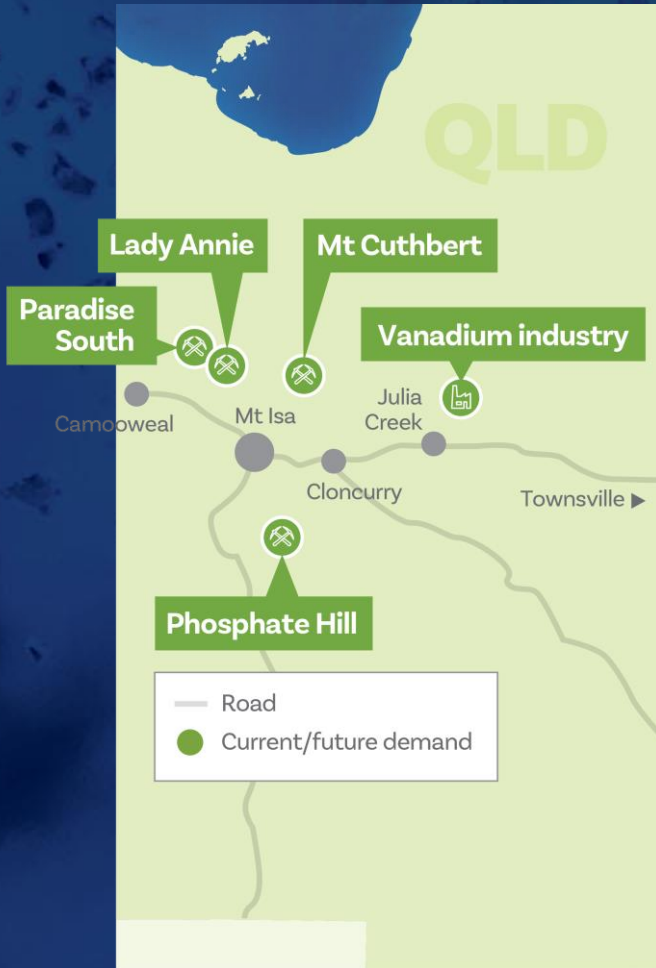 QLD
Lady Annie
Mt Cuthbert
Paradise
South
Vanadium industry
Camooweal
Mt Isa
Julia
Creek
Cloncurry
Townsville ▶
Phosphate Hill
Road
Current/future demand